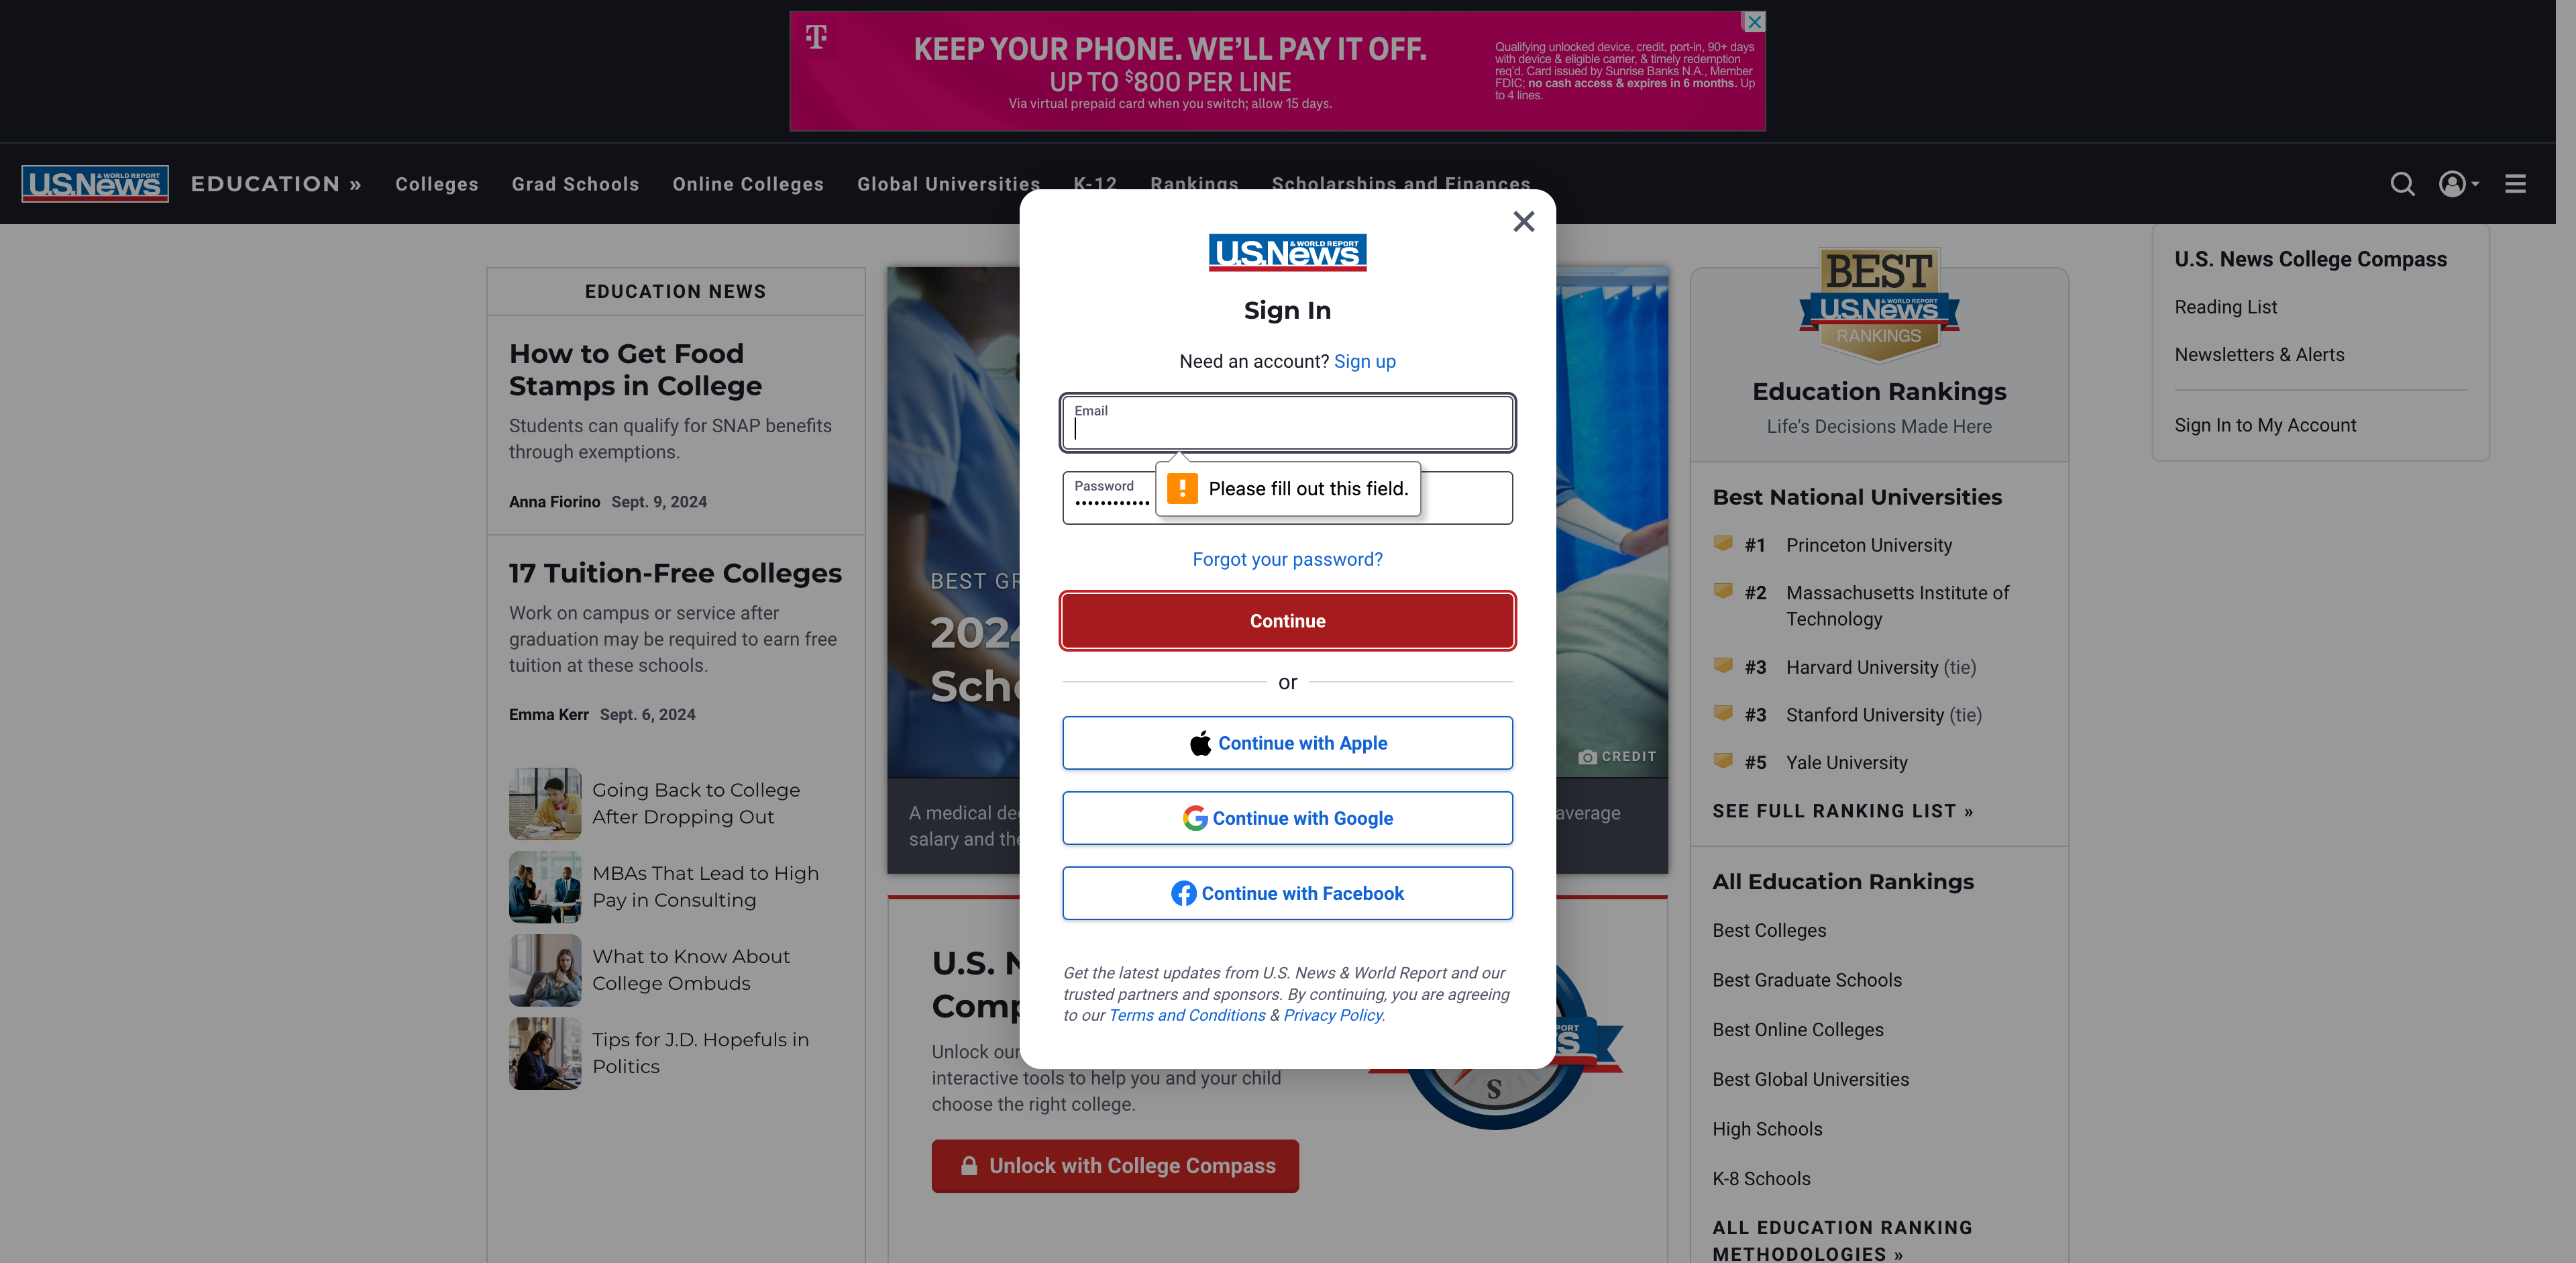 KEEP YOUR PHONE. WE'LL PAY IT OFF.
UP TO $800 PER LINE
Via virtual prepaid card when you switch; allow 15 days.
Qualifying unlocked device, credit, port-in, 90+ days
with device & eligible carrier, & timely redemption
req'd. Card issued by Sunrise Banks N.A., Member
FDIC; no cash access & expires in 6 months. Up
to 4 lines.
U.S.News & WORLD REPORT
EDUCATION »
Colleges
Grad Schools
Online Colleges
Global Universities
K-12
Rankings
Scholarships and Finances
EDUCATION NEWS
How to Get Food
Stamps in College
Students can qualify for SNAP benefits
through exemptions.
Anna Fiorino Sept. 9, 2024
17 Tuition-Free Colleges
Work on campus or service after
graduation may be required to earn free
tuition at these schools.
Emma Kerr Sept. 6, 2024
Going Back to College
After Dropping Out
MBAs That Lead to High
Pay in Consulting
What to Know About
College Ombuds
Tips for J.D. Hopefuls in
Politics
BEST
2024
CREDIT
A medical
average
salary and
U.S.
Unlock our
interactive tools to help you and your child
choose the right college.
S
Unlock with College Compass
U.S.News & WORLD REPORT
Sign In
Need an account? Sign up
Email
Password
••••••••••••
Please fill out this field.
Forgot your password?
Continue
or
Continue with Apple
Continue with Google
Continue with Facebook
Get the latest updates from U.S. News & World Report and our
trusted partners and sponsors. By continuing, you are agreeing
to our Terms and Conditions & Privacy Policy.
BEST
U.S.News & WORLD REPORT
RANKINGS
Education Rankings
Life's Decisions Made Here
Best National Universities
#1 Princeton University
#2 Massachusetts Institute of
Technology
#3 Harvard University (tie)
#3 Stanford University (tie)
#5 Yale University
SEE FULL RANKING LIST »
All Education Rankings
Best Colleges
Best Graduate Schools
Best Online Colleges
Best Global Universities
High Schools
K-8 Schools
ALL EDUCATION RANKING
METHODOLOGIES »
U.S. News College Compass
Reading List
Newsletters & Alerts
Sign In to My Account